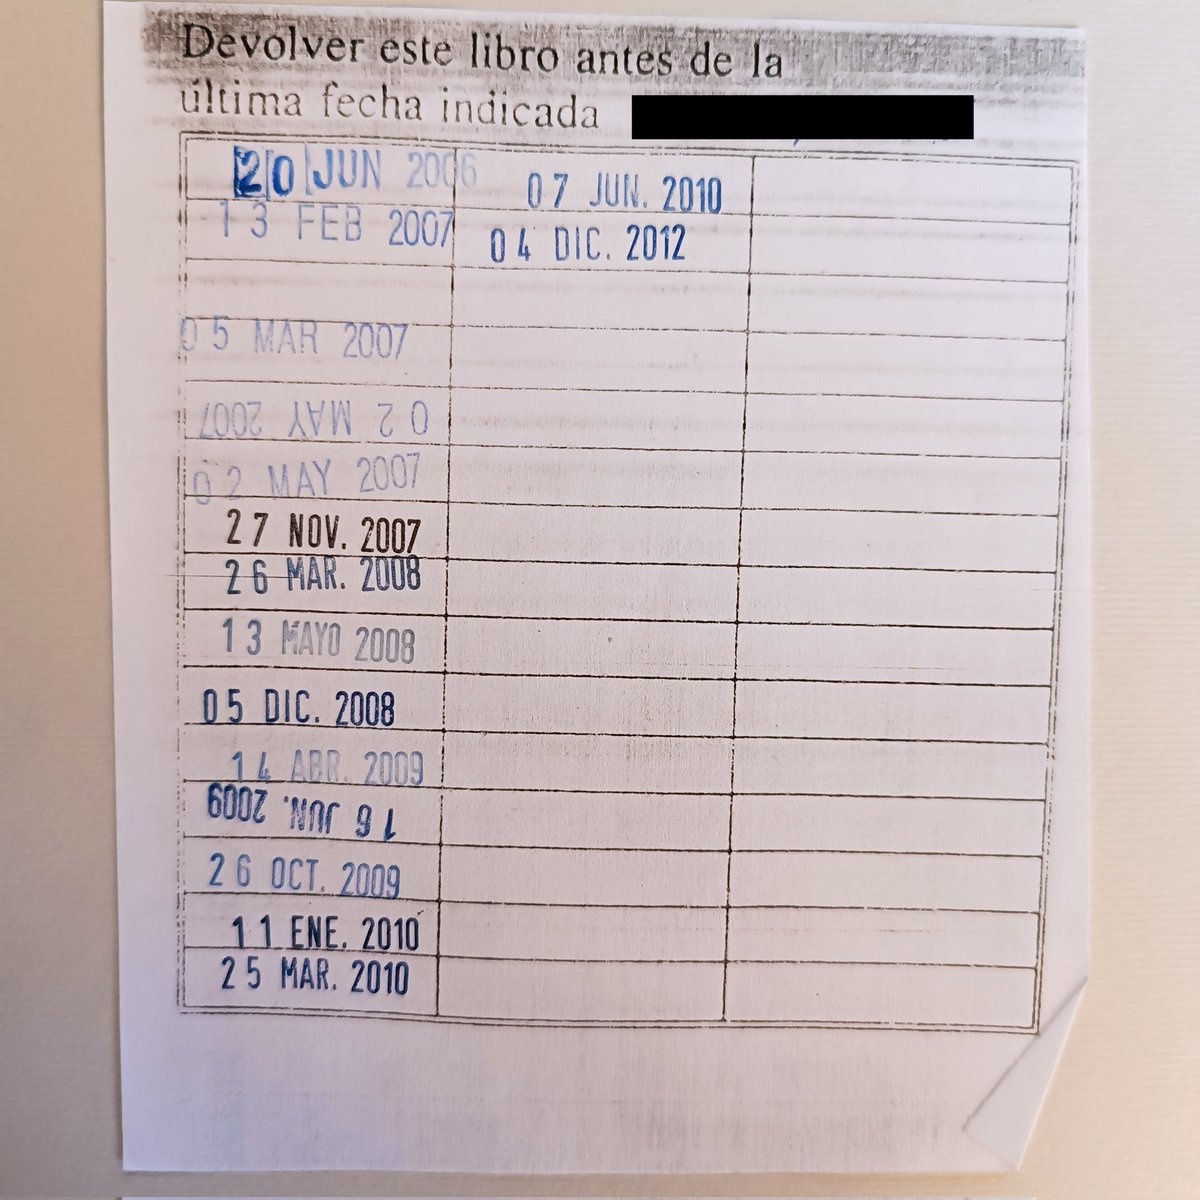 Devolver este libro antes de la
última fecha indicada
20 JUN 2006
13 FEB 2007
05 MAR 2007
02 MAY 2007
02 MAY 2007
27 NOV. 2007
26 MAR. 2008
13 MAYO 2008
05 DIC. 2008
14 ABR. 2009
16 JUN. 2009
26 OCT. 2009
11 ENE. 2010
25 MAR. 2010
07 JUN. 2010
04 DIC. 2012